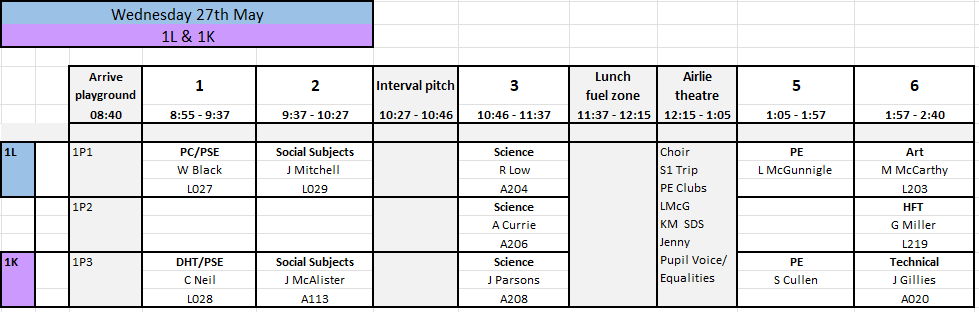 Wednesday 27th May
1L & 1K
Arrive playground 08:40
1 8:55 - 9:37
2 9:37 - 10:27
Interval pitch 10:27 - 10:46
3 10:46 - 11:37
Lunch fuel zone 11:37 - 12:15
Airlie theatre 12:15 - 1:05
5 1:05 - 1:57
6 1:57 - 2:40
1L 1P1
PC/PSE Social Subjects Science Choir PE Art
W Black J Mitchell R Low S1 Trip L McGunnigle M McCarthy
L027 L029 A204 PE Clubs L203
1P2 Science LMcG HFT
A Currie KM SDS G Miller
A206 Jenny L219
1K 1P3 DHT/PSE Social Subjects Science Pupil Voice/ PE Technical
C Neil J McAlister J Parsons Equalities S Cullen J Gillies
L028 A113 A208 A020